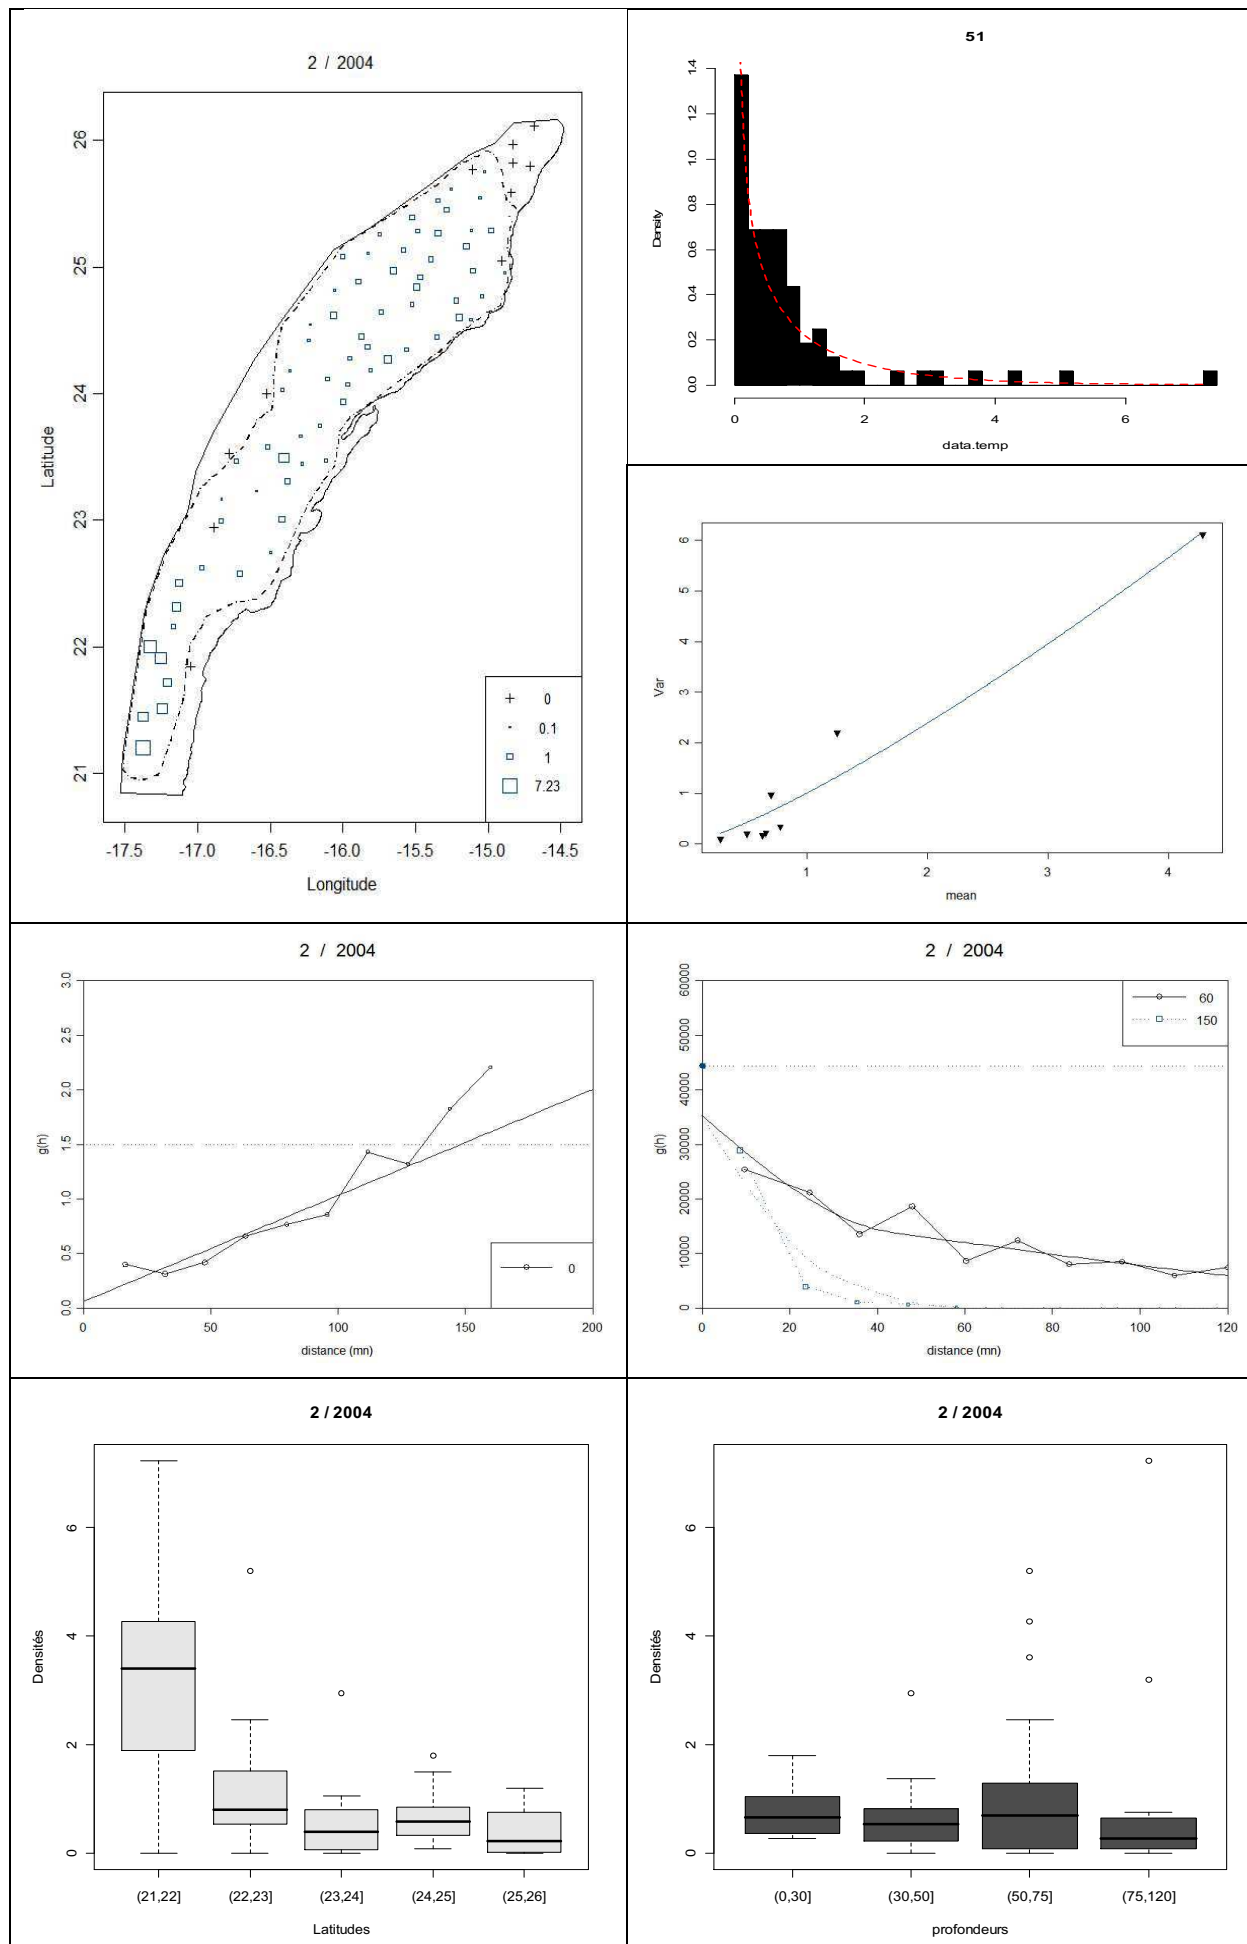 2 / 2004
Latitude
26
25
24
23
22
21
0
0.1
1
7.23
-17.5 -17.0 -16.5 -16.0 -15.5 -15.0 -14.5
Longitude
51
Density
1.4
1.2
1.0
0.8
0.6
0.4
0.2
0.0
0 2 4 6
data.temp
Var
6
5
4
3
2
1
0
1 2 3 4
mean
2 / 2004
g(h)
3.0
2.5
2.0
1.5
1.0
0.5
0.0
0
0 50 100 150 200
distance (mn)
2 / 2004
g(h)
60000
50000
40000
30000
20000
10000
0
60
150
0 20 40 60 80 100 120
distance (mn)
2 / 2004
Densités
6
4
2
0
(21,22] (22,23] (23,24] (24,25] (25,26]
Latitudes
2 / 2004
Densités
6
4
2
0
(0,30] (30,50] (50,75] (75,120]
profondeurs